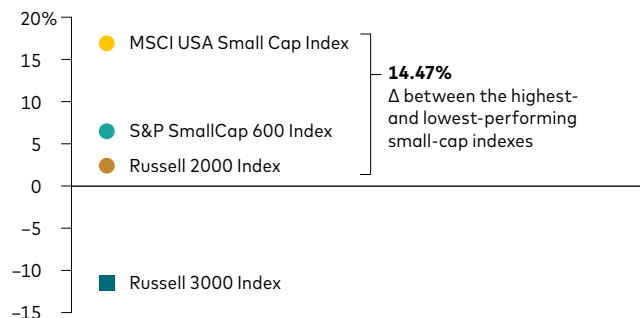 20%
MSCI USA Small Cap Index
15
14.47%
Δ between the highest-
and lowest-performing
small-cap indexes
10
S&P SmallCap 600 Index
5
Russell 2000 Index
0
–5
–10
Russell 3000 Index
–15